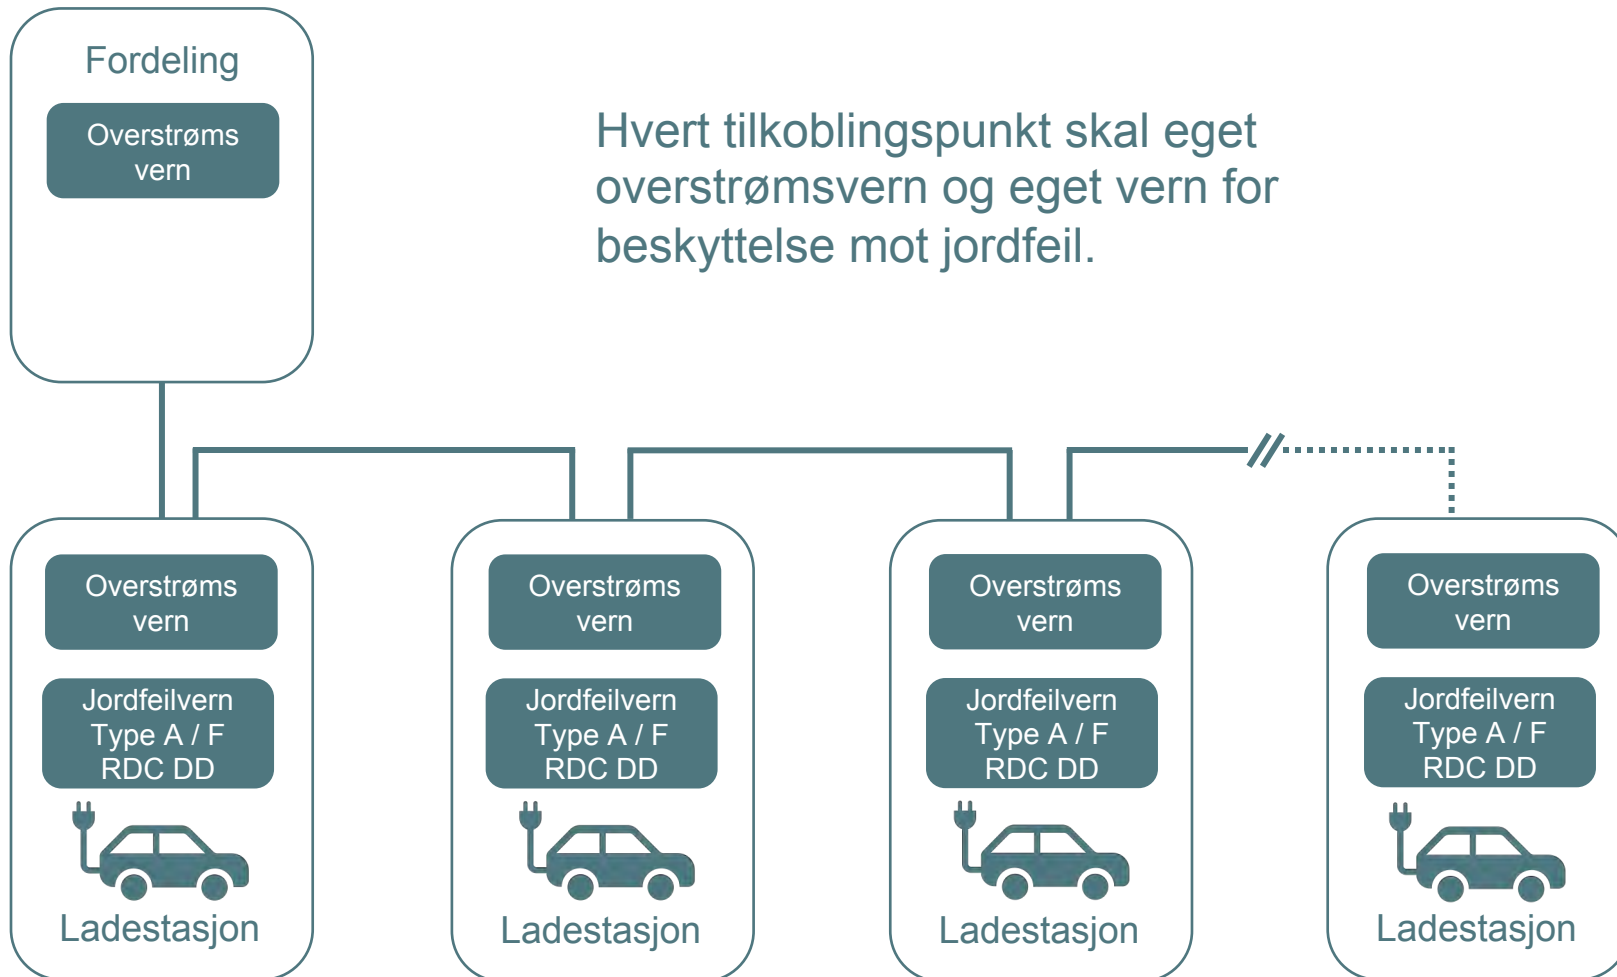 Fordeling
Overstrøms
vern
Hvert tilkoblingspunkt skal eget
overstrømsvern og eget vern for
beskyttelse mot jordfeil.
Overstrøms
vern
Jordfeilvern
Type A / F
RDC DD
Ladestasjon
Overstrøms
vern
Jordfeilvern
Type A / F
RDC DD
Ladestasjon
Overstrøms
vern
Jordfeilvern
Type A / F
RDC DD
Ladestasjon
Overstrøms
vern
Jordfeilvern
Type A / F
RDC DD
Ladestasjon